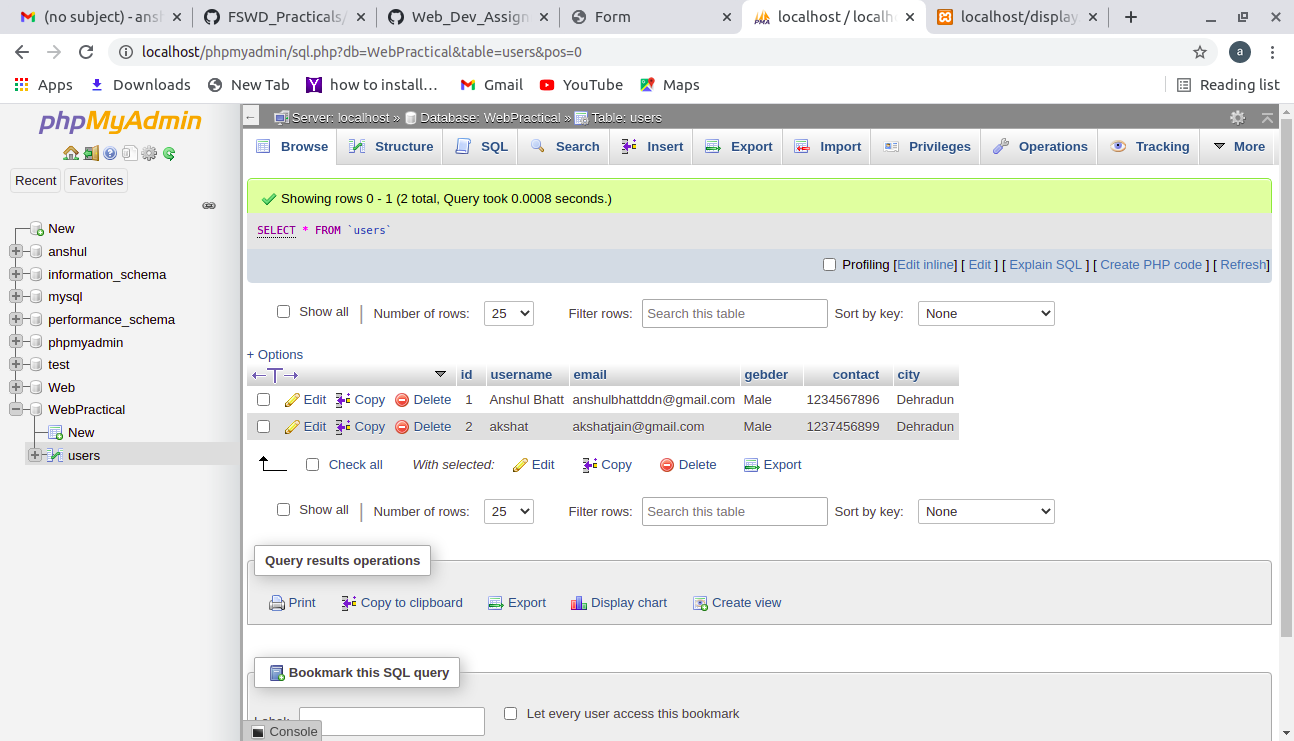 (no subject) - ansh
FSWD_Practicals/
Web_Dev_Assign
Form
localhost / localh
localhost/display
localhost/phpmyadmin/sql.php?db=WebPractical&table=users&pos=0
a
Apps
Downloads
New Tab
how to install...
Gmail
YouTube
Maps
Reading list
phpMyAdmin
Recent
Favorites
New
anshul
information_schema
mysql
performance_schema
phpmyadmin
test
Web
WebPractical
New
users
Server: localhost » Database: WebPractical » Table: users
Browse
Structure
SQL
Search
Insert
Export
Import
Privileges
Operations
Tracking
More
Showing rows 0 - 1 (2 total, Query took 0.0008 seconds.)
SELECT * FROM `users`
Profiling [Edit inline] [ Edit ] [ Explain SQL ] [ Create PHP code ] [ Refresh]
Show all | Number of rows: 25 Filter rows: Search this table Sort by key: None
+ Options
←T→ id username email gebder contact city
Edit Copy Delete 1 Anshul Bhatt anshulbhattddn@gmail.com Male 1234567896 Dehradun
Edit Copy Delete 2 akshat akshatjain@gmail.com Male 1237456899 Dehradun
Check all With selected: Edit Copy Delete Export
Show all | Number of rows: 25 Filter rows: Search this table Sort by key: None
Query results operations
Print Copy to clipboard Export Display chart Create view
Bookmark this SQL query
Let every user access this bookmark
Console